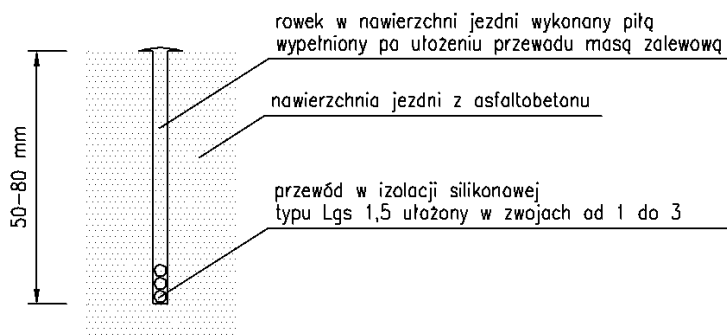 rowek w nawierzchni jezdni wykonany piłą
wypełniony po ułożeniu przewodu masą zalewową
nawierzchnia jezdni z asfaltobetonu
50-80 mm
przewód w izolacji silikonowej
typu Lgs 1,5 ułożony w zwojach od 1 do 3